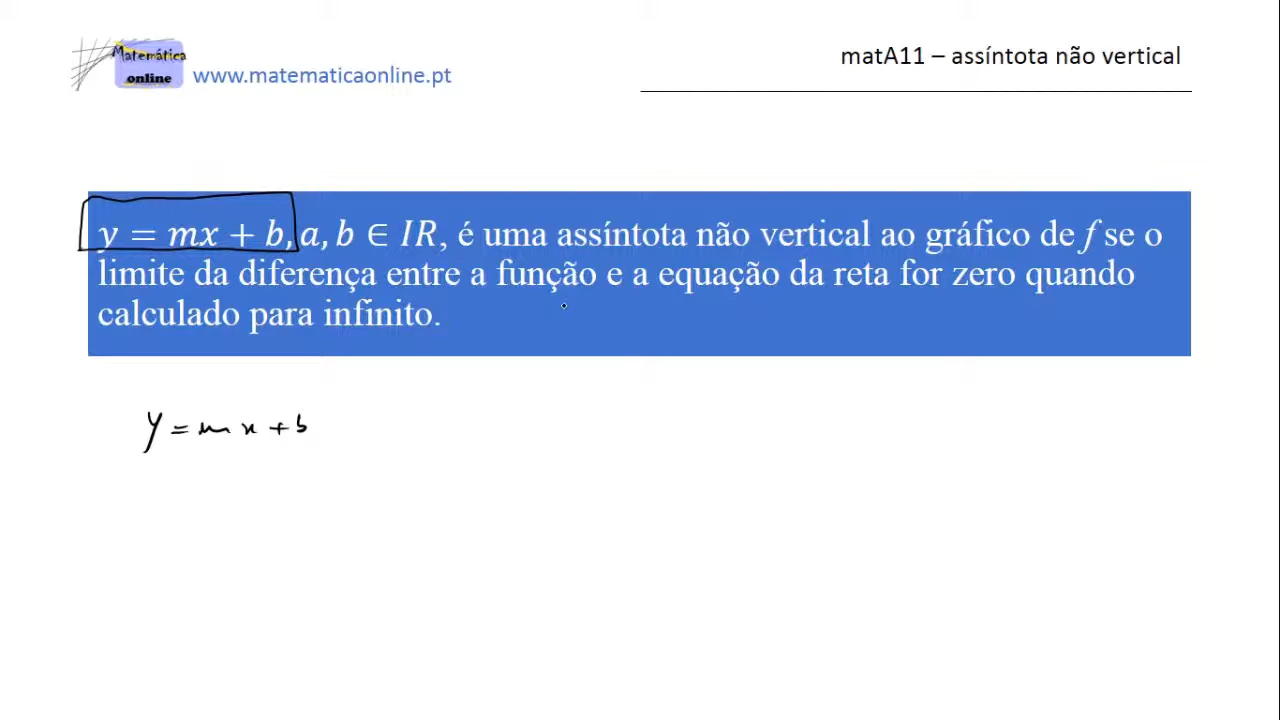 Matemática
online
www.matematicaonline.pt
matA11 – assíntota não vertical
y = mx + b, a, b ∈ IR, é uma assíntota não vertical ao gráfico de f se o
limite da diferença entre a função e a equação da reta for zero quando
calculado para infinito.
y = mx + b